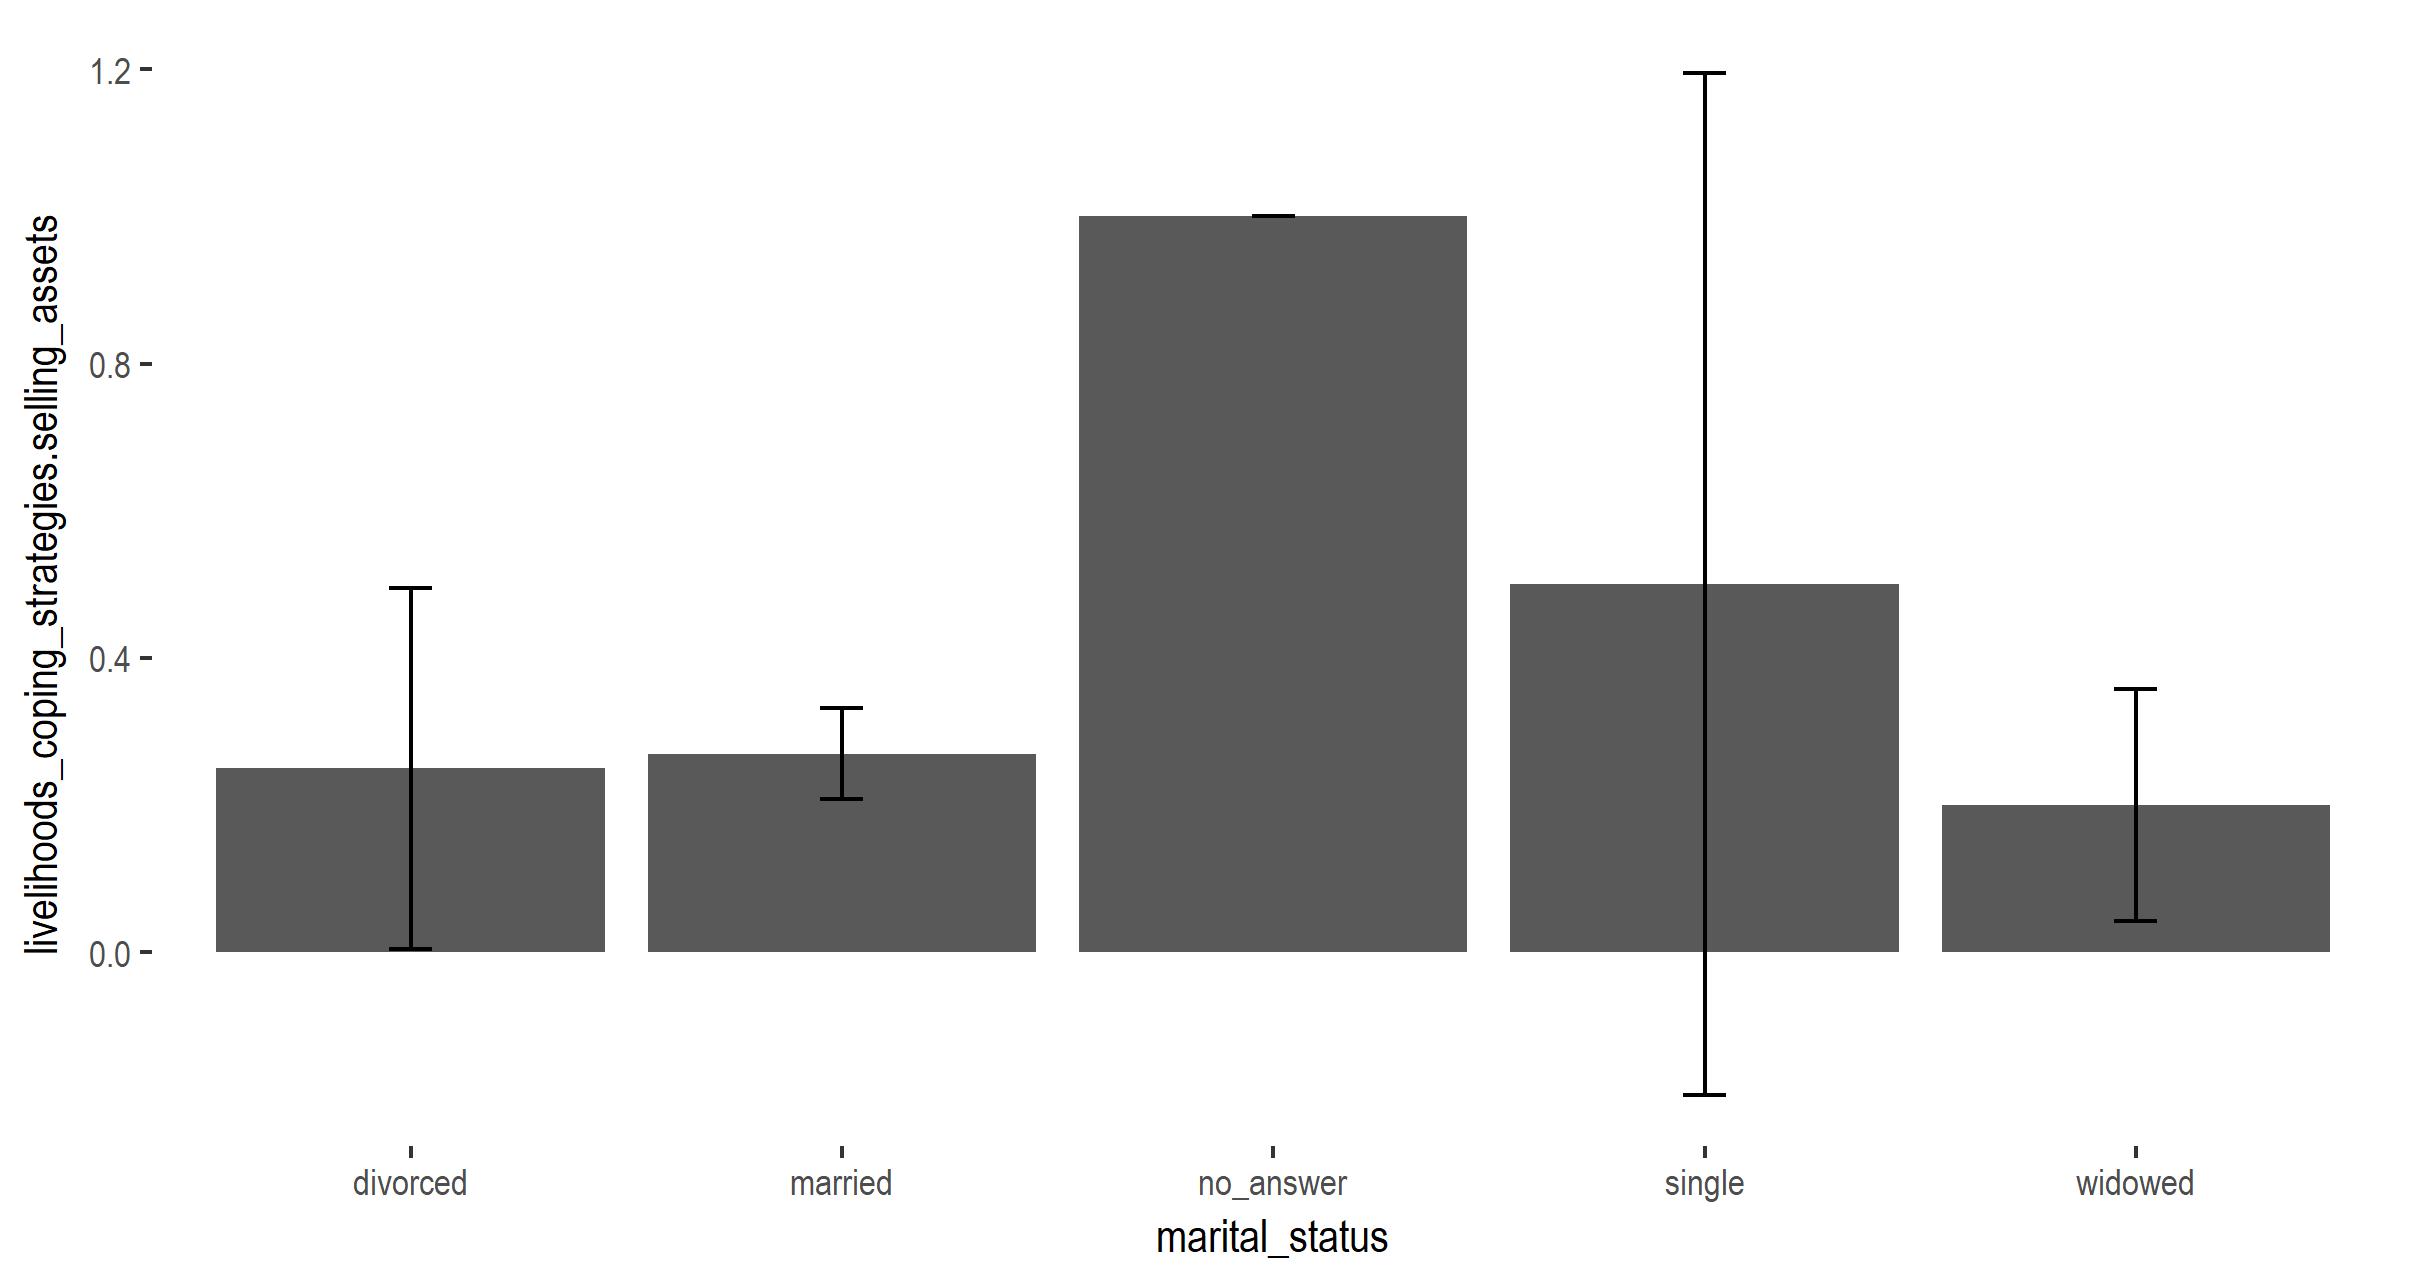 livelihoods_coping_strategies.selling_assets
1.2
0.8
0.4
0.0
divorced married no_answer single widowed
marital_status